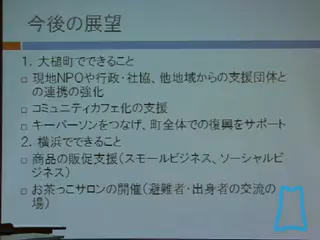 今後の展望
1. 大槌町でできること
□ 現地NPOや行政・社協、他地域からの支援団体と
の連携の強化
□ コミュニティカフェ化の支援
□ キーパーソンをつなげ、町全体での復興をサポート
2. 横浜でできること
□ 商品の販促支援（スモールビジネス、ソーシャルビ
ジネス）
□ お茶っこサロンの開催（避難者・出身者の交流の
場）